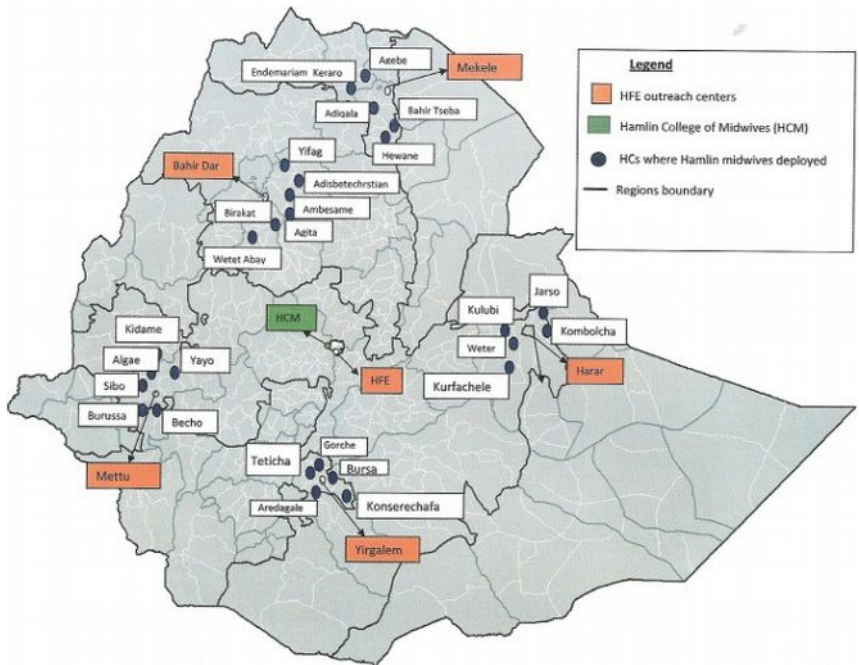 Agebe
Endemariam Keraro
Mekele
Adigala
Bahir Tseba
Hewane
Yifag
Bahir Dar
Adisbetechrstian
Birakat
Ambesame
Agita
Wetet Abay
Legend
HFE outreach centers
Hamlin College of Midwives (HCM)
HCs where Hamlin midwives deployed
Regions boundary
Jarso
Kulubi
Kombolcha
Weter
Harar
Kurfachele
HCM
HFE
Kidame
Algae
Yayo
Sibo
Burussa
Becho
Mettu
Gorche
Teticha
Bursa
Aredagale
Konserechafa
Yirgalem